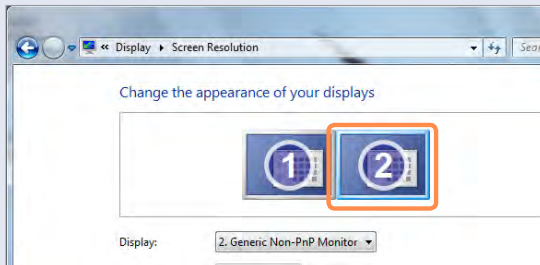 « Display ▸ Screen Resolution
Change the appearance of your displays
1 2
Display: 2. Generic Non-PnP Monitor